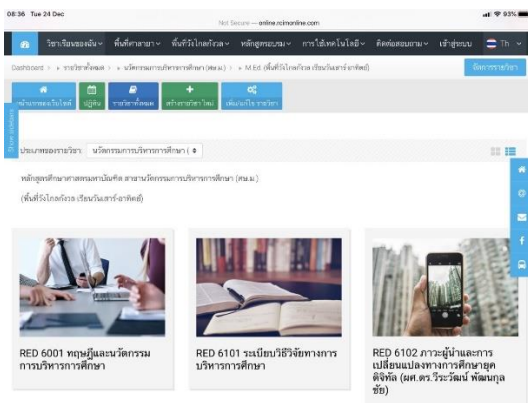 08:36 Tue 24 Dec
93%
Not Secure — online.rcimonline.com
วิชาเรียนของฉัน พื้นที่ศาลายา พื้นที่วังไกลกังวล หลักสูตรอบรม การใช้เทคโนโลยี ติดต่อสอบถาม เข้าสู่ระบบ Th
Dashboard รายวิชาทั้งหมด นวัตกรรมการบริหารการศึกษา (ศษ.ม.) M.Ed. (พื้นที่วังไกลกังวล เรียนวันเสาร์-อาทิตย์)
จัดการรายวิชา
หน้าแรกของเว็บไซต์ ปฏิทิน รายวิชาทั้งหมด สร้างรายวิชาใหม่ เพิ่ม/แก้ไข รายวิชา
Show sidebars
ประเภทของรายวิชา: นวัตกรรมการบริหารการศึกษา (
หลักสูตรศึกษาศาสตรมหาบัณฑิต สาขานวัตกรรมการบริหารการศึกษา (ศษ.ม.)
(พื้นที่วังไกลกังวล เรียนวันเสาร์-อาทิตย์)
RED 6001 ทฤษฎีและนวัตกรรม
การบริหารการศึกษา
RED 6101 ระเบียบวิธีวิจัยทางการ
บริหารการศึกษา
RED 6102 ภาวะผู้นำและการ
เปลี่ยนแปลงทางการศึกษายุค
ดิจิทัล (ผศ.ดร.วีระวัฒน์ พัฒนกุล
ชัย)